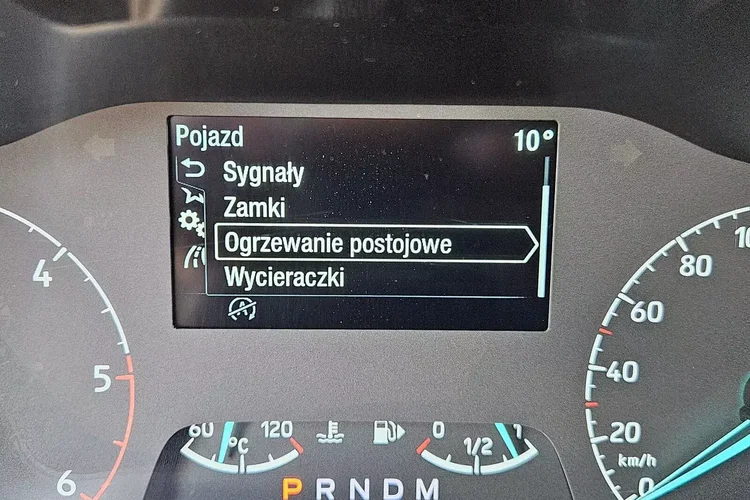 Pojazd 10°
Sygnały
Zamki
Ogrzewanie postojowe
Wycieraczki
A
4
5
6
10
80
60
40
20
km/h
0
60 120
°C
0 1/2 1
P R N D M